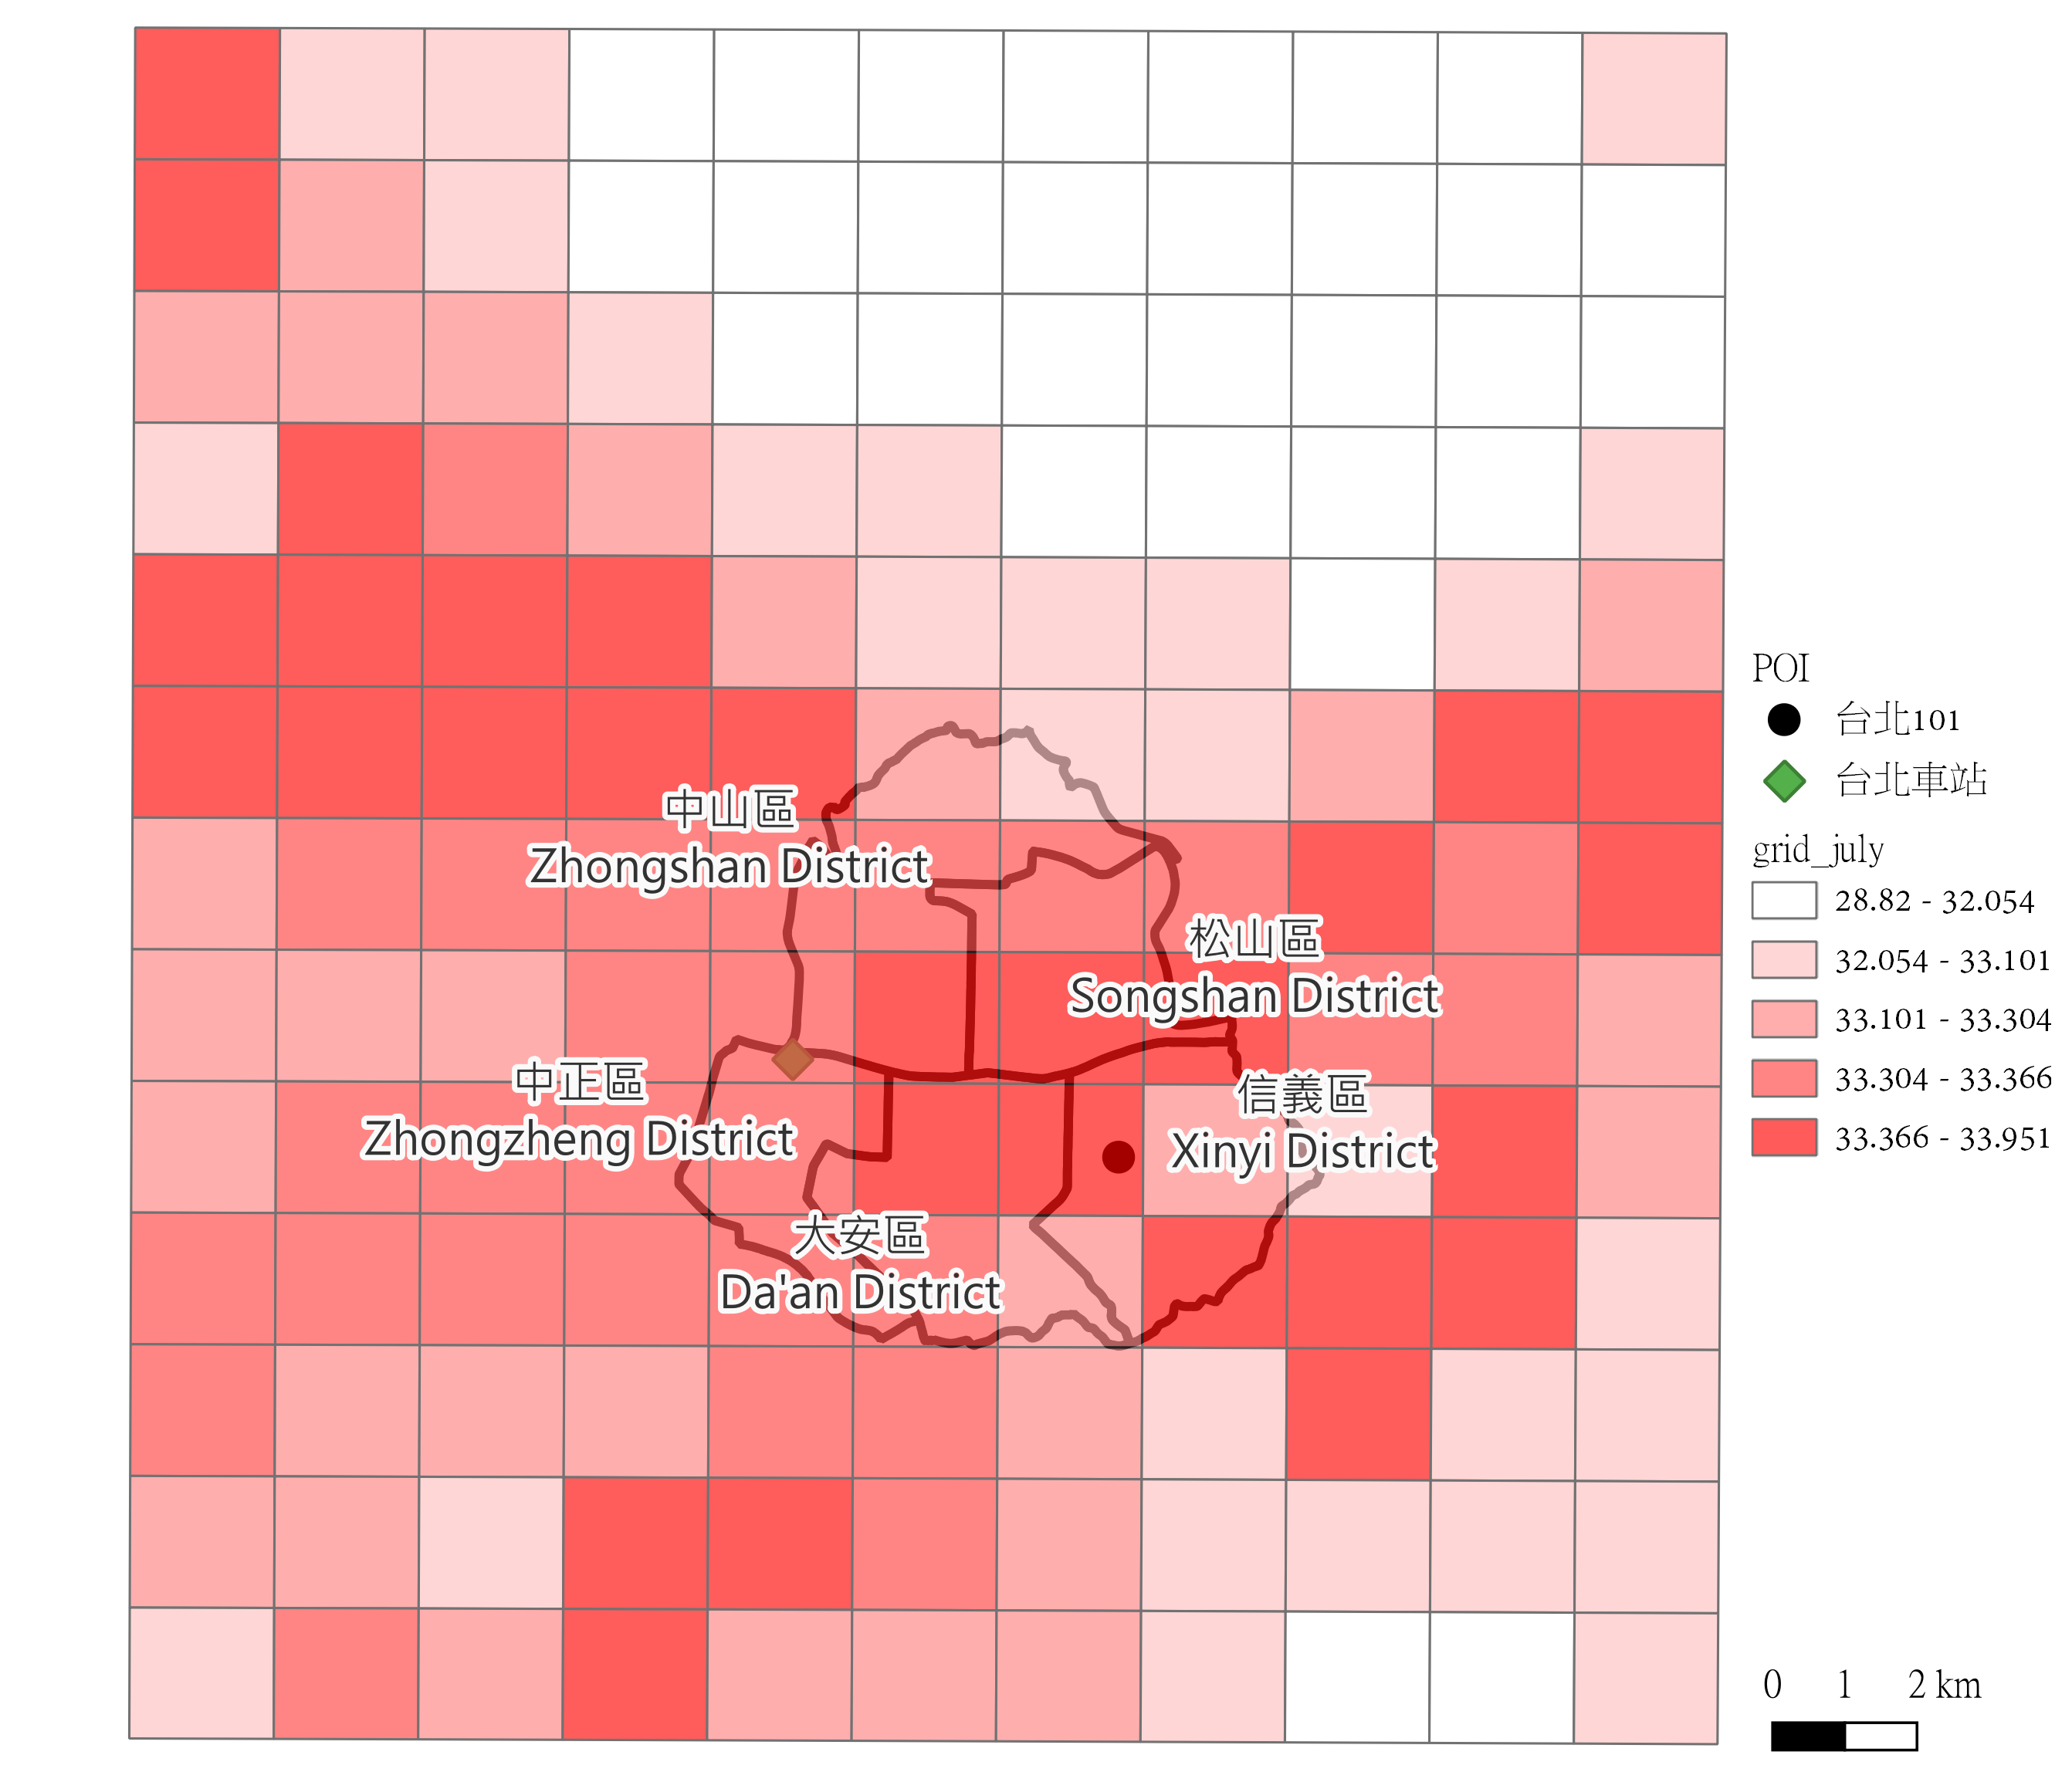 中山區
Zhongshan District
松山區
Songshan District
中正區
Zhongzheng District
信義區
Xinyi District
大安區
Da'an District
POI
台北101
台北車站
grid_july
28.82 - 32.054
32.054 - 33.101
33.101 - 33.304
33.304 - 33.366
33.366 - 33.951
0 1 2 km